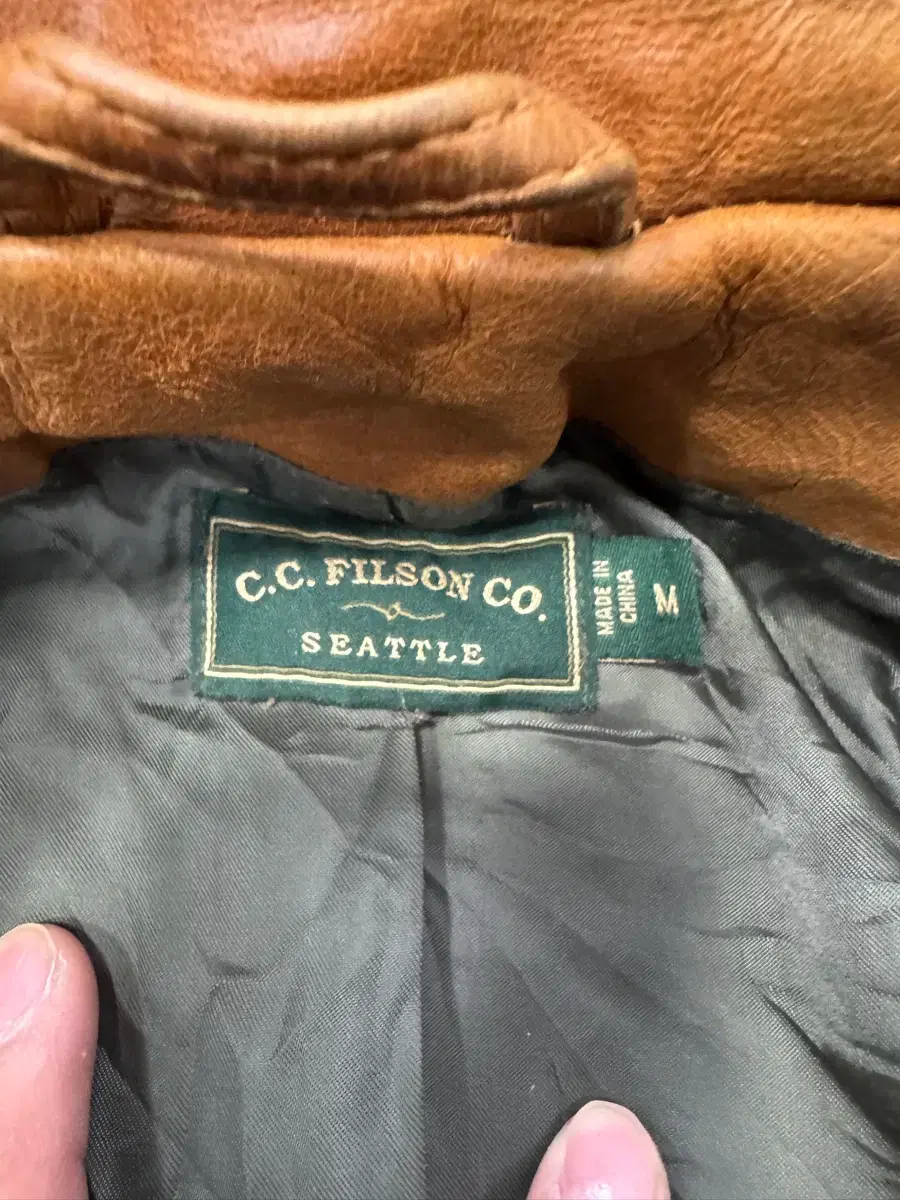 C.C. FILSON CO.
SEATTLE
MADE IN
CHINA
M